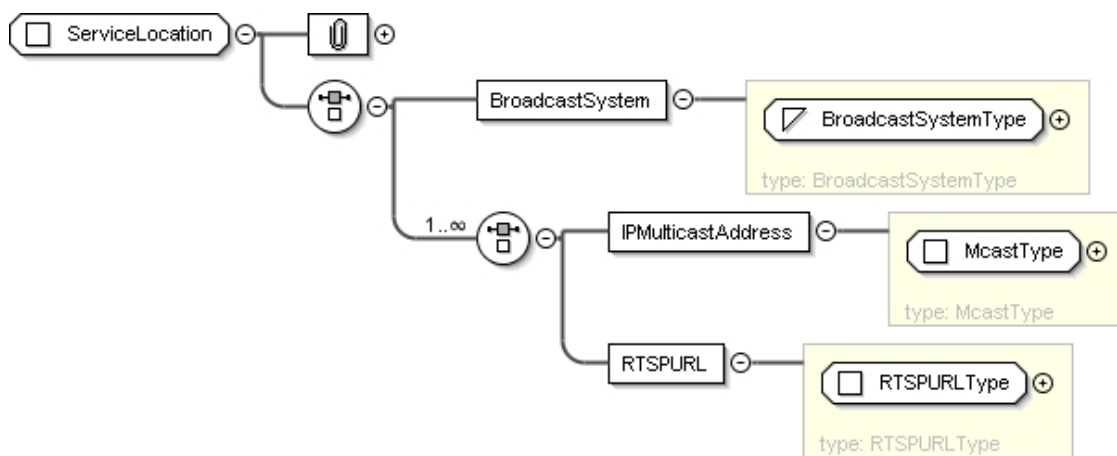 ServiceLocation
BroadcastSystem
BroadcastSystemType
type: BroadcastSystemType
1..∞
IPMulticastAddress
McastType
type: McastType
RTSPURL
RTSPURLType
type: RTSPURLType